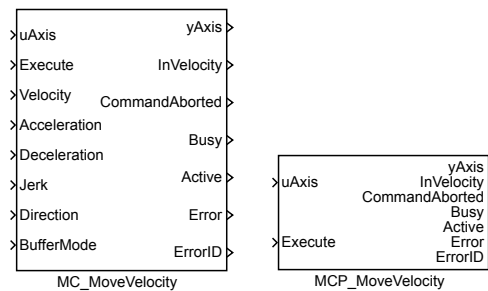 uAxis
Execute
Velocity
Acceleration
Deceleration
Jerk
Direction
BufferMode
yAxis
InVelocity
CommandAborted
Busy
Active
Error
ErrorID
MC_MoveVelocity
uAxis
Execute
yAxis
InVelocity
CommandAborted
Busy
Active
Error
ErrorID
MCP_MoveVelocity